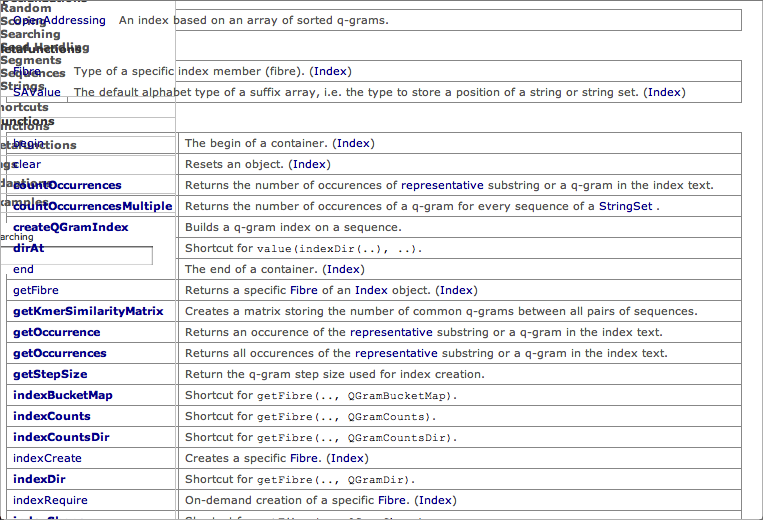 Random
OpenAddressing An index based on an array of sorted q-grams.
Scoring
Searching
Seed Handling
Metafunctions
Segments
Fibre Type of a specific index member (fibre). (Index)
Sequences
Strings
SAValue The default alphabet type of a suffix array, i.e. the type to store a position of a string or string set. (Index)
hortcuts
unctions
begin The begin of a container. (Index)
etafunctions
clear Resets an object. (Index)
countOccurrences Returns the number of occurences of representative substring or a q-gram in the index text.
daptions
countOccurrencesMultiple Returns the number of occurences of a q-gram for every sequence of a StringSet .
xamples
createQGramIndex Builds a q-gram index on a sequence.
arching
dirAt Shortcut for value(indexDir(..), ..).
end The end of a container. (Index)
getFibre Returns a specific Fibre of an Index object. (Index)
getKmerSimilarityMatrix Creates a matrix storing the number of common q-grams between all pairs of sequences.
getOccurrence Returns an occurence of the representative substring or a q-gram in the index text.
getOccurrences Returns all occurences of the representative substring or a q-gram in the index text.
getStepSize Return the q-gram step size used for index creation.
indexBucketMap Shortcut for getFibre(.., QGramBucketMap).
indexCounts Shortcut for getFibre(.., QGramCounts).
indexCountsDir Shortcut for getFibre(.., QGramCountsDir).
indexCreate Creates a specific Fibre. (Index)
indexDir Shortcut for getFibre(.., QGramDir).
indexRequire On-demand creation of a specific Fibre. (Index)